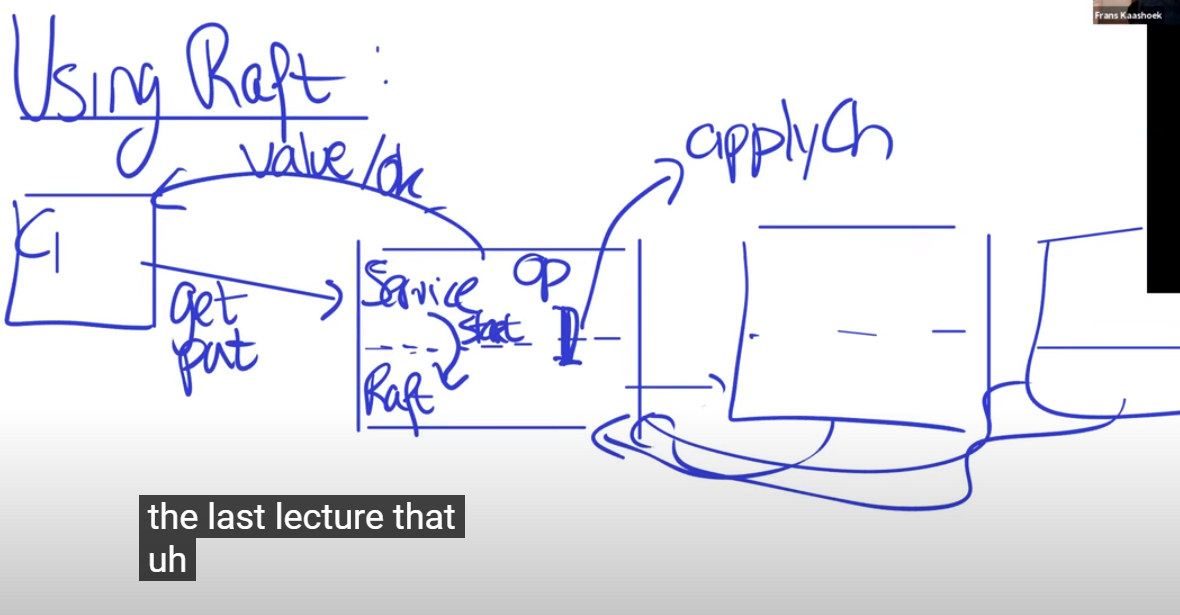 Frans Kaashoek
Using Raft :
value/ok
applyCh
C1
get
put
Service
Op
Start
Raft
the last lecture that
uh